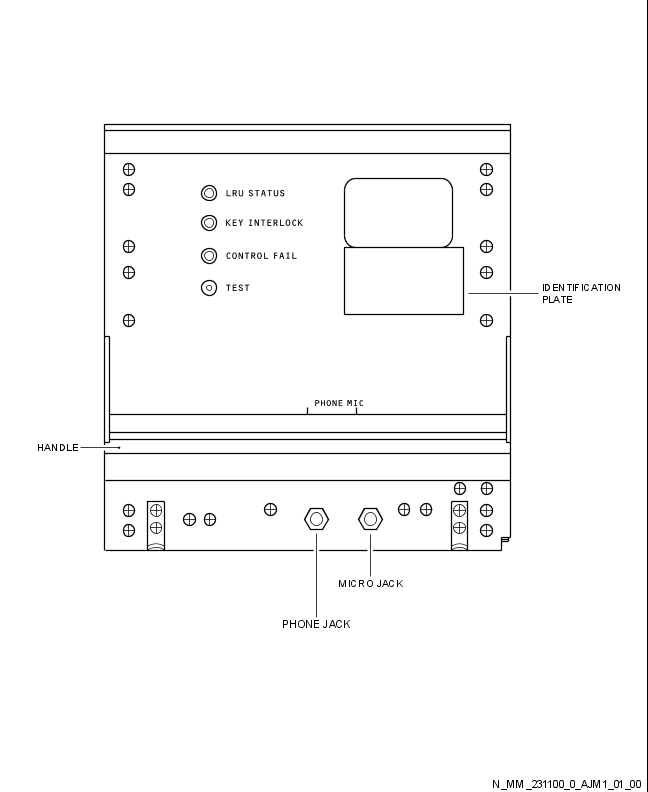 LRU STATUS
KEY INTERLOCK
CONTROL FAIL
TEST
IDENTIFICATION
PLATE
PHONE MIC
HANDLE
MICRO JACK
PHONE JACK
N_MM_231100_0_AJM1_01_00